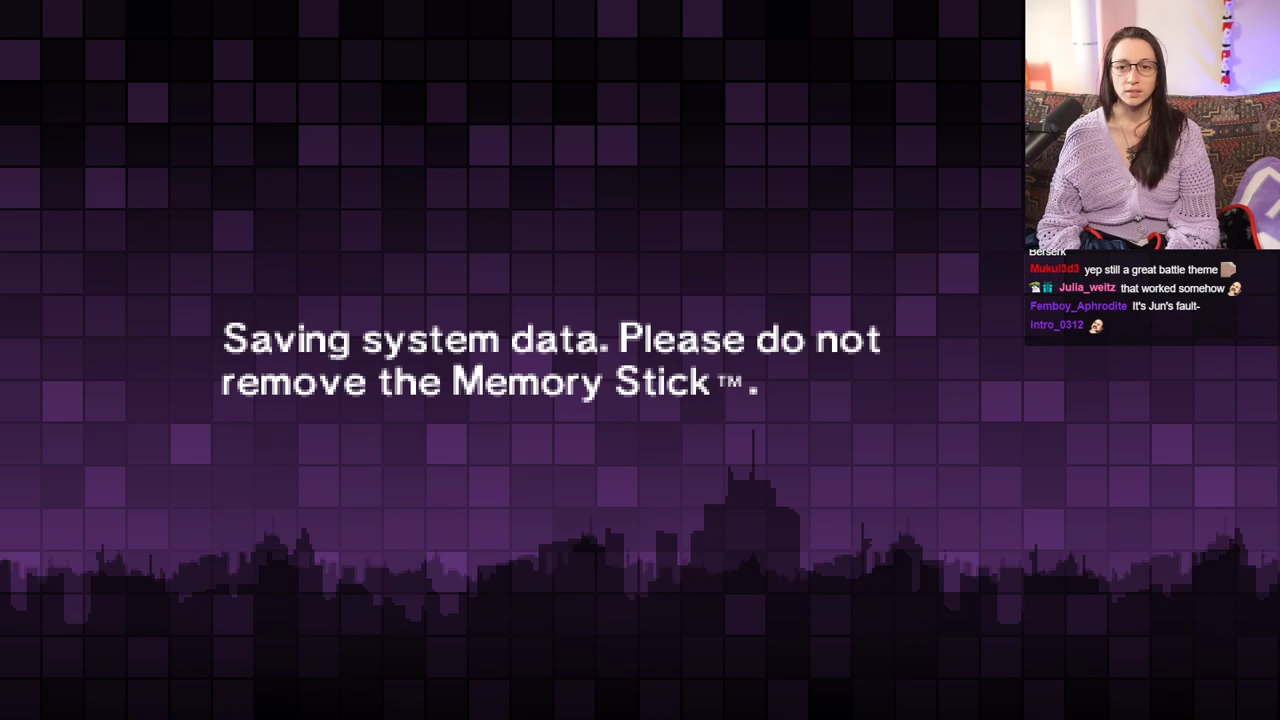 Saving system data. Please do not
remove the Memory Stick™.
Berserk
Mukul3d3 yep still a great battle theme
Julia_weitz that worked somehow
Femboy_Aphrodite It's Jun's fault-
intro_0312